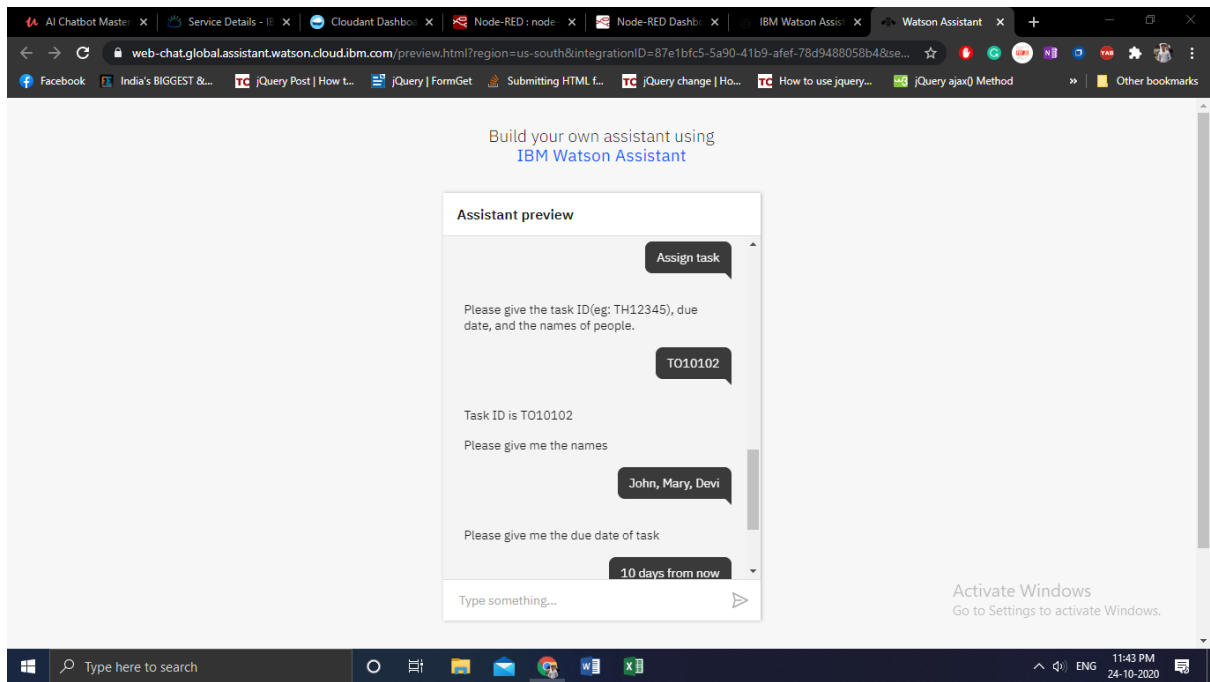 AI Chatbot Master
Service Details - IE
Cloudant Dashboa
Node-RED : node-
Node-RED Dashbo
IBM Watson Assist
Watson Assistant
web-chat.global.assistant.watson.cloud.ibm.com/preview.html?region=us-south&integrationID=87e1bfc5-5a90-41b9-afef-78d9488058b4&se...
Facebook
India's BIGGEST &...
TC jQuery Post | How t...
jQuery | FormGet
Submitting HTML f...
TC jQuery change | Ho...
TC How to use jquery...
jQuery ajax() Method
»
Other bookmarks
Build your own assistant using
IBM Watson Assistant
Assistant preview
Assign task
Please give the task ID(eg: TH12345), due
date, and the names of people.
TO10102
Task ID is TO10102
Please give me the names
John, Mary, Devi
Please give me the due date of task
10 days from now
Type something...
Activate Windows
Go to Settings to activate Windows.
Type here to search
ENG
11:43 PM
24-10-2020